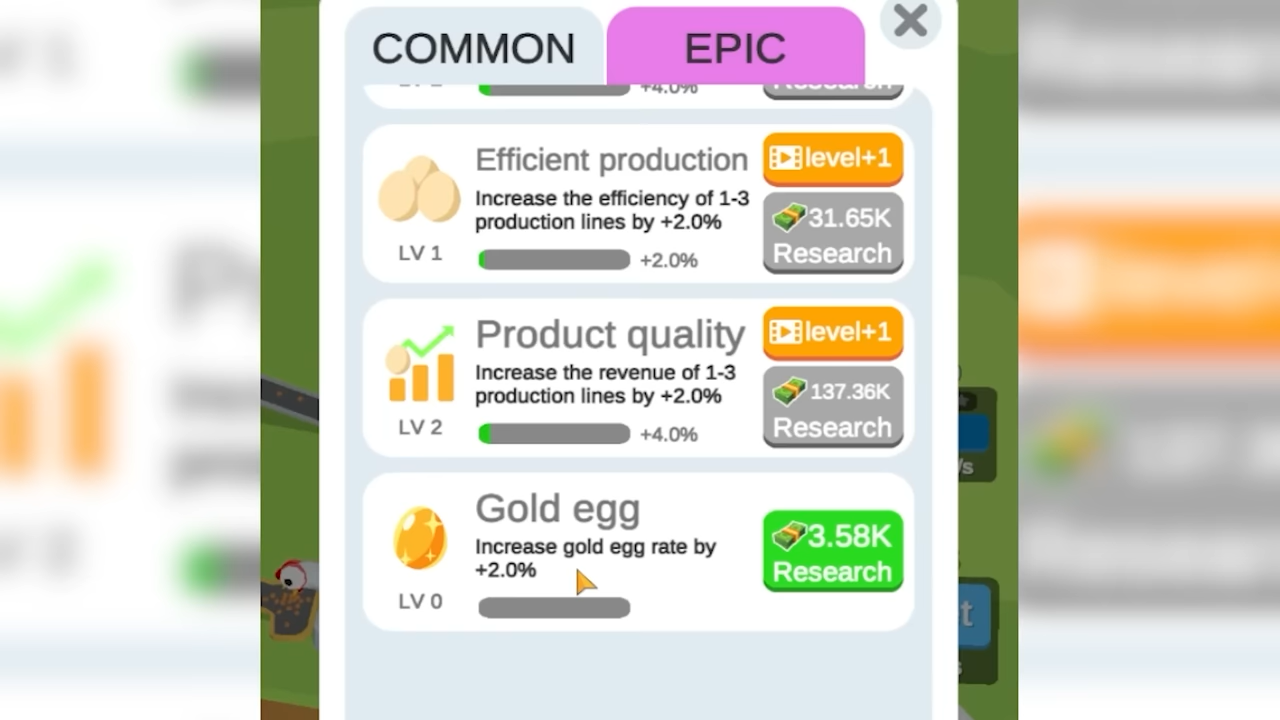 COMMON
EPIC
+4.0%
Research
Efficient production
Increase the efficiency of 1-3
production lines by +2.0%
LV 1
+2.0%
level+1
31.65K
Research
Product quality
Increase the revenue of 1-3
production lines by +2.0%
LV 2
+4.0%
level+1
137.36K
Research
Gold egg
Increase gold egg rate by
+2.0%
LV 0
3.58K
Research